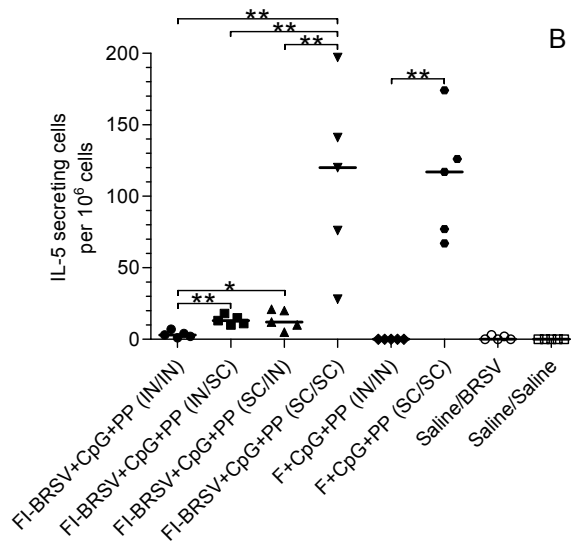 **
**
**
B
**
200
150
100
50
0
IL-5 secreting cells
per 10⁶ cells
*
**
FI-BRSV+CpG+PP (IN/IN)
FI-BRSV+CpG+PP (IN/SC)
FI-BRSV+CpG+PP (SC/IN)
FI-BRSV+CpG+PP (SC/SC)
F+CpG+PP (IN/IN)
F+CpG+PP (SC/SC)
Saline/BRSV
Saline/Saline